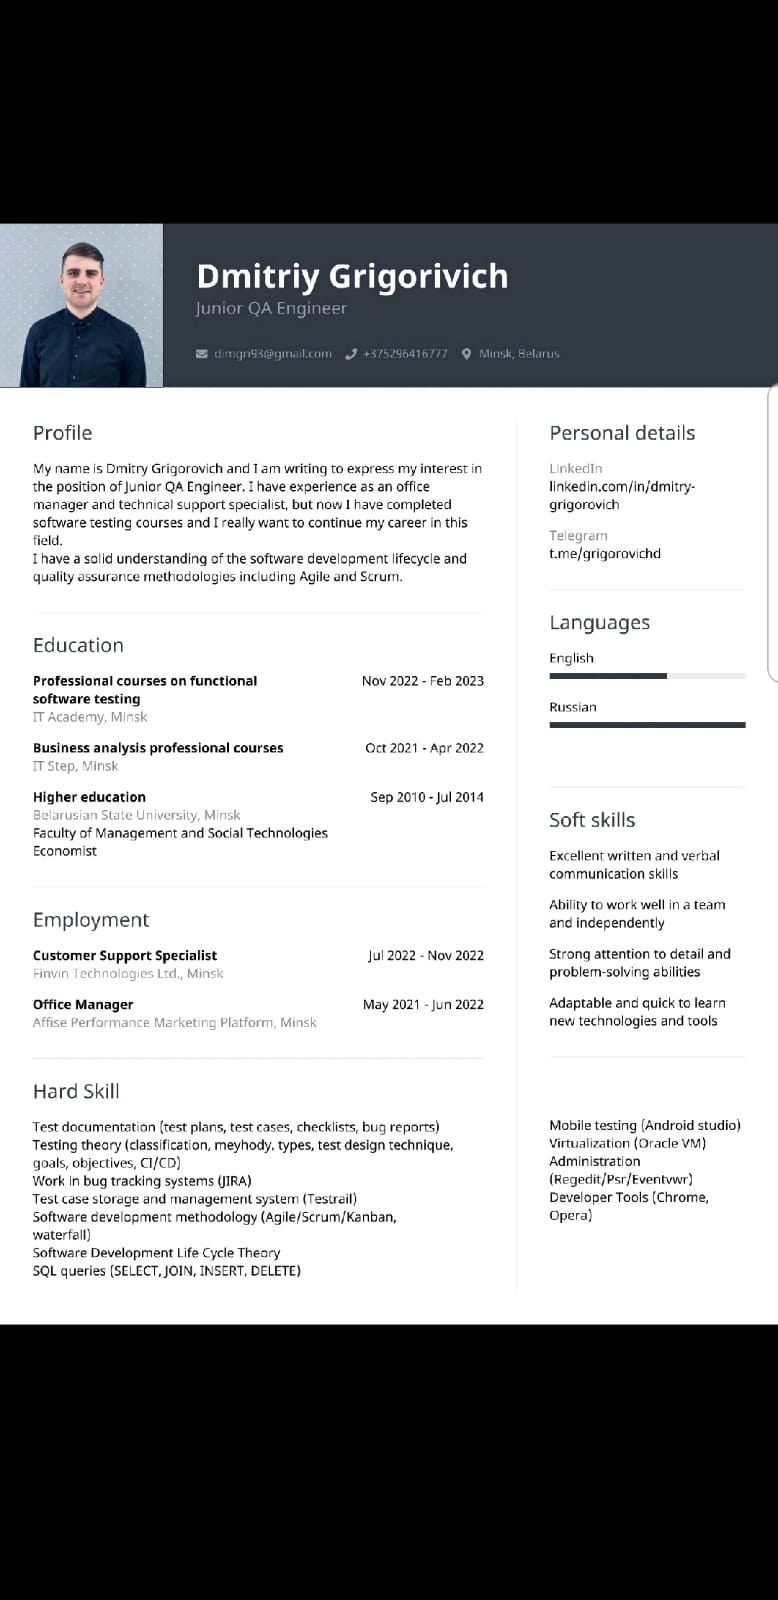 Dmitriy Grigorivich
Junior QA Engineer
dimgri93@gmail.com +375296416777 Minsk, Belarus
Profile
My name is Dmitry Grigorovich and I am writing to express my interest in
the position of Junior QA Engineer. I have experience as an office
manager and technical support specialist, but now I have completed
software testing courses and I really want to continue my career in this
field.
I have a solid understanding of the software development lifecycle and
quality assurance methodologies including Agile and Scrum.
Education
Professional courses on functional Nov 2022 - Feb 2023
software testing
IT Academy, Minsk
Business analysis professional courses Oct 2021 - Apr 2022
IT Step, Minsk
Higher education Sep 2010 - Jul 2014
Belarusian State University, Minsk
Faculty of Management and Social Technologies
Economist
Employment
Customer Support Specialist Jul 2022 - Nov 2022
Finvin Technologies Ltd., Minsk
Office Manager May 2021 - Jun 2022
Affise Performance Marketing Platform, Minsk
Hard Skill
Test documentation (test plans, test cases, checklists, bug reports)
Testing theory (classification, meyhody, types, test design technique,
goals, objectives, CI/CD)
Work in bug tracking systems (JIRA)
Test case storage and management system (Testrail)
Software development methodology (Agile/Scrum/Kanban,
waterfall)
Software Development Life Cycle Theory
SQL queries (SELECT, JOIN, INSERT, DELETE)
Personal details
LinkedIn
linkedin.com/in/dmitry-
grigorovich
Telegram
t.me/grigorovichd
Languages
English
Russian
Soft skills
Excellent written and verbal
communication skills
Ability to work well in a team
and independently
Strong attention to detail and
problem-solving abilities
Adaptable and quick to learn
new technologies and tools
Mobile testing (Android studio)
Virtualization (Oracle VM)
Administration
(Regedit/Psr/Eventvwr)
Developer Tools (Chrome,
Opera)